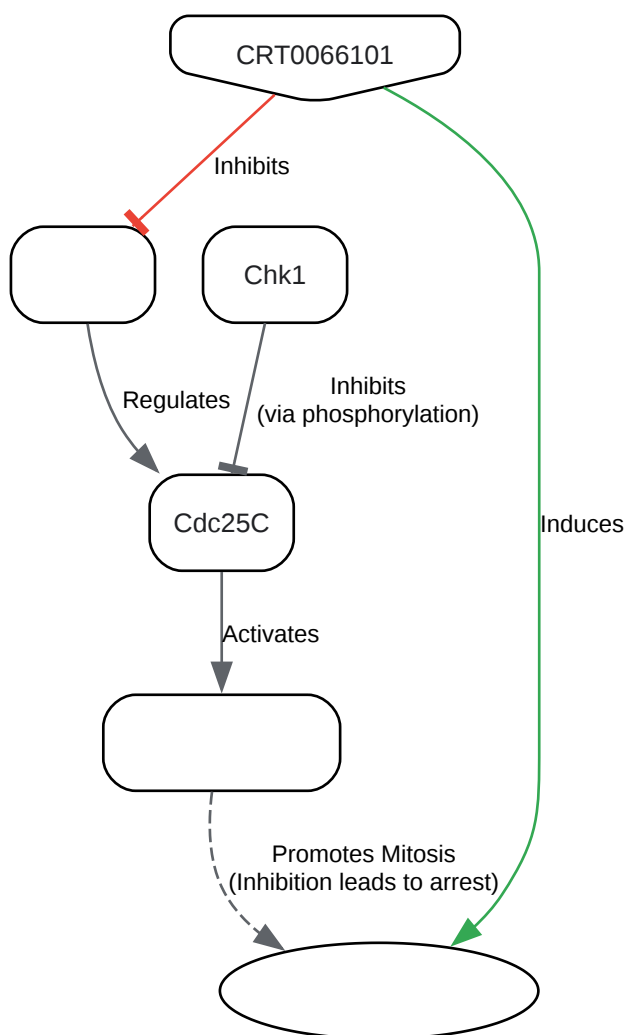 CRT0066101
Inhibits
Chk1
Regulates
Inhibits
(via phosphorylation)
Cdc25C
Induces
Activates
Promotes Mitosis
(Inhibition leads to arrest)